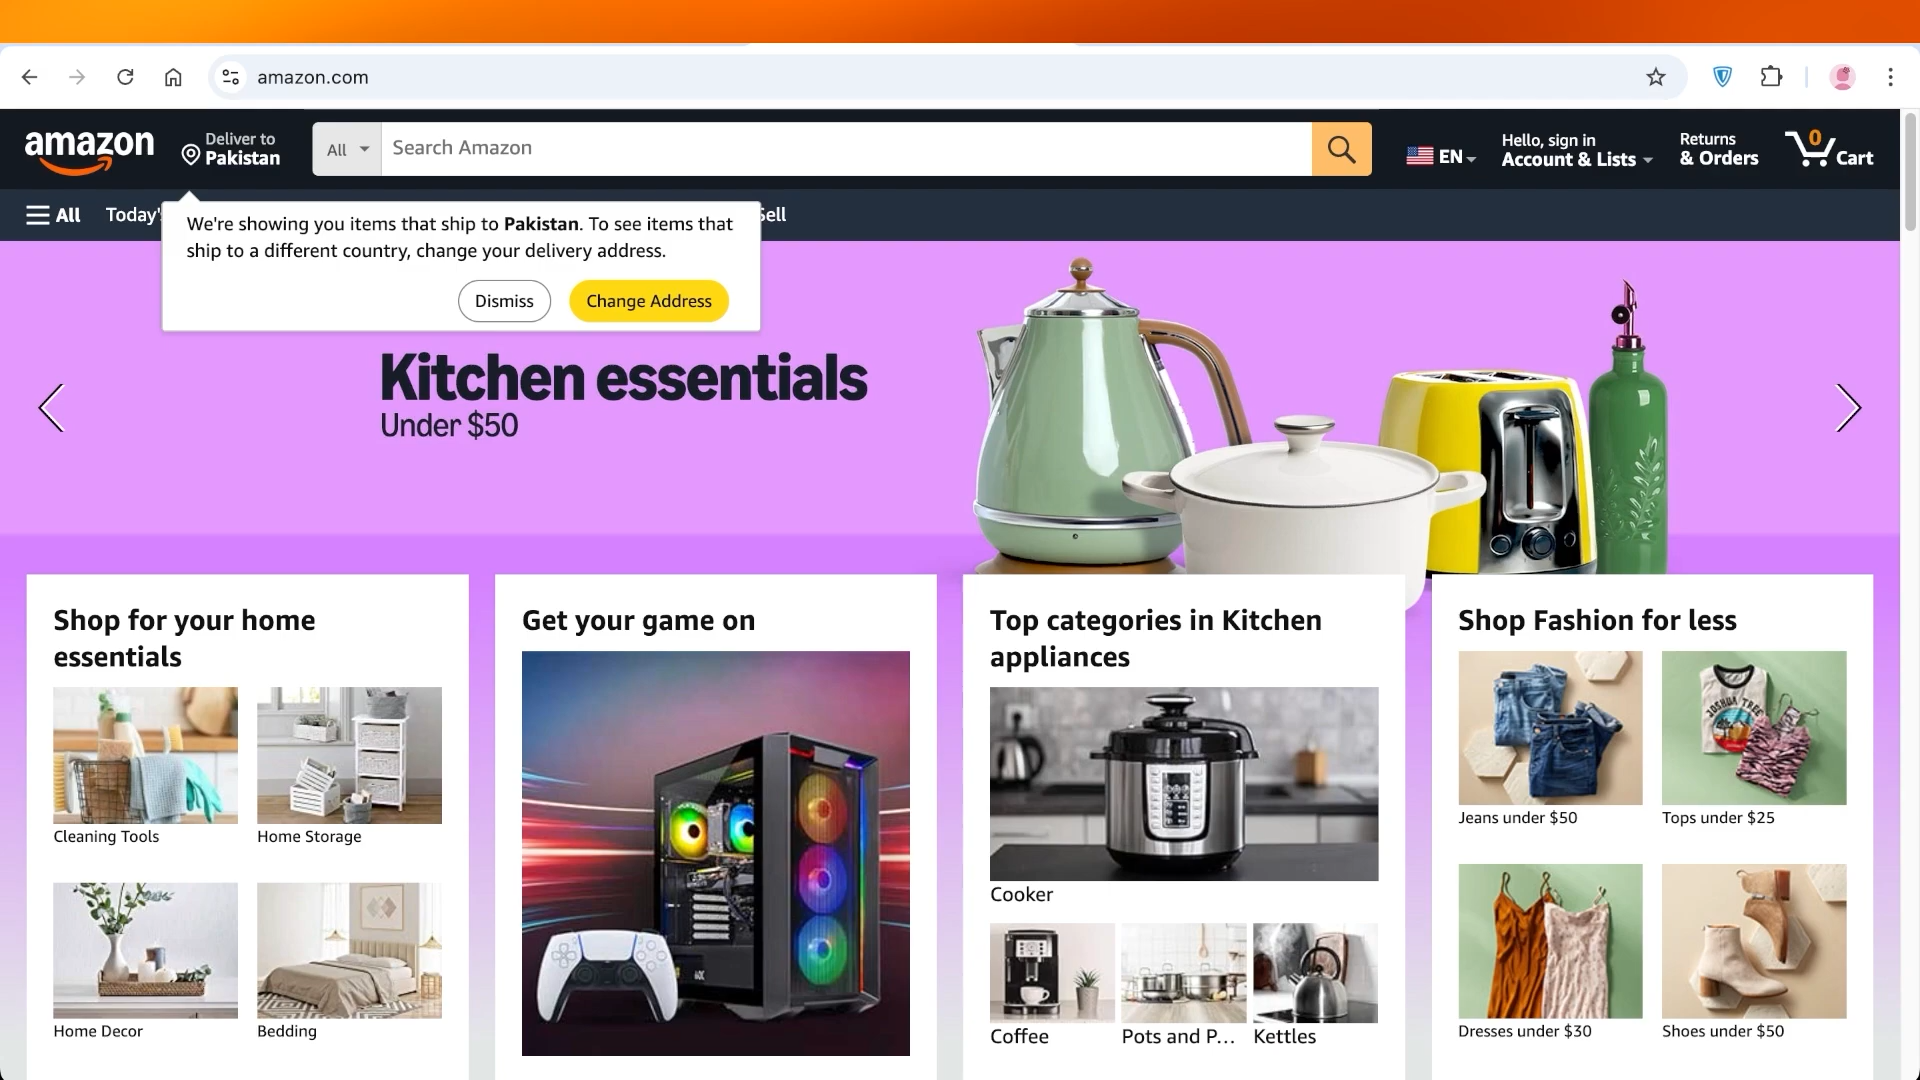 amazon.com
amazon
Deliver to
Pakistan
All
Search Amazon
EN
Hello, sign in
Account & Lists
Returns
& Orders
0
Cart
All
Today'
Sell
We're showing you items that ship to Pakistan. To see items that
ship to a different country, change your delivery address.
Dismiss
Change Address
Kitchen essentials
Under $50
Shop for your home
essentials
Cleaning Tools
Home Storage
Home Decor
Bedding
Get your game on
Top categories in Kitchen
appliances
Cooker
Coffee
Pots and P...
Kettles
Shop Fashion for less
JOSHUA TREE
Jeans under $50
Tops under $25
Dresses under $30
Shoes under $50